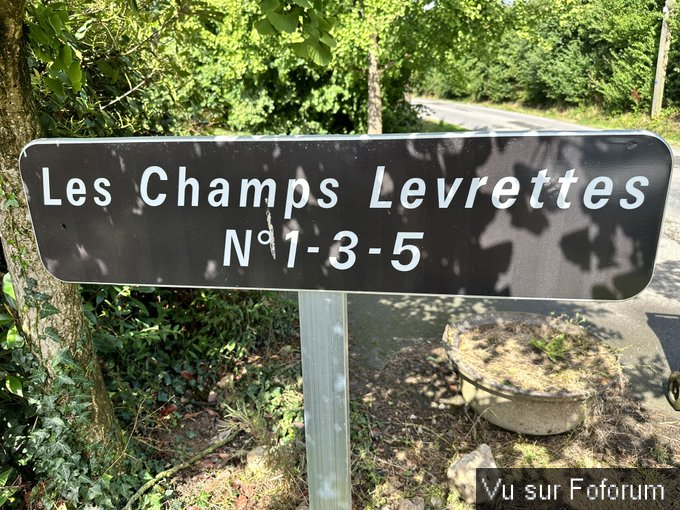 Les Champs Levrettes
N° 1-3-5
Vu sur Foforum